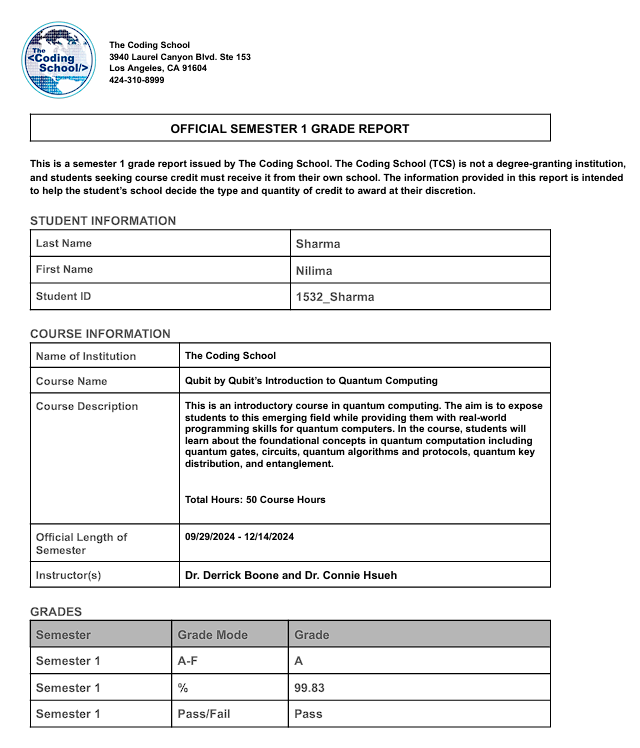 The
<Coding
School/>
The Coding School
3940 Laurel Canyon Blvd. Ste 153
Los Angeles, CA 91604
424-310-8999
OFFICIAL SEMESTER 1 GRADE REPORT
This is a semester 1 grade report issued by The Coding School. The Coding School (TCS) is not a degree-granting institution,
and students seeking course credit must receive it from their own school. The information provided in this report is intended
to help the student's school decide the type and quantity of credit to award at their discretion.
STUDENT INFORMATION
Last Name Sharma
First Name Nilima
Student ID 1532_Sharma
COURSE INFORMATION
Name of Institution The Coding School
Course Name Qubit by Qubit's Introduction to Quantum Computing
Course Description This is an introductory course in quantum computing. The aim is to expose
students to this emerging field while providing them with real-world
programming skills for quantum computers. In the course, students will
learn about the foundational concepts in quantum computation including
quantum gates, circuits, quantum algorithms and protocols, quantum key
distribution, and entanglement.
Total Hours: 50 Course Hours
Official Length of 09/29/2024 - 12/14/2024
Semester
Instructor(s) Dr. Derrick Boone and Dr. Connie Hsueh
GRADES
Semester Grade Mode Grade
Semester 1 A-F A
Semester 1 % 99.83
Semester 1 Pass/Fail Pass